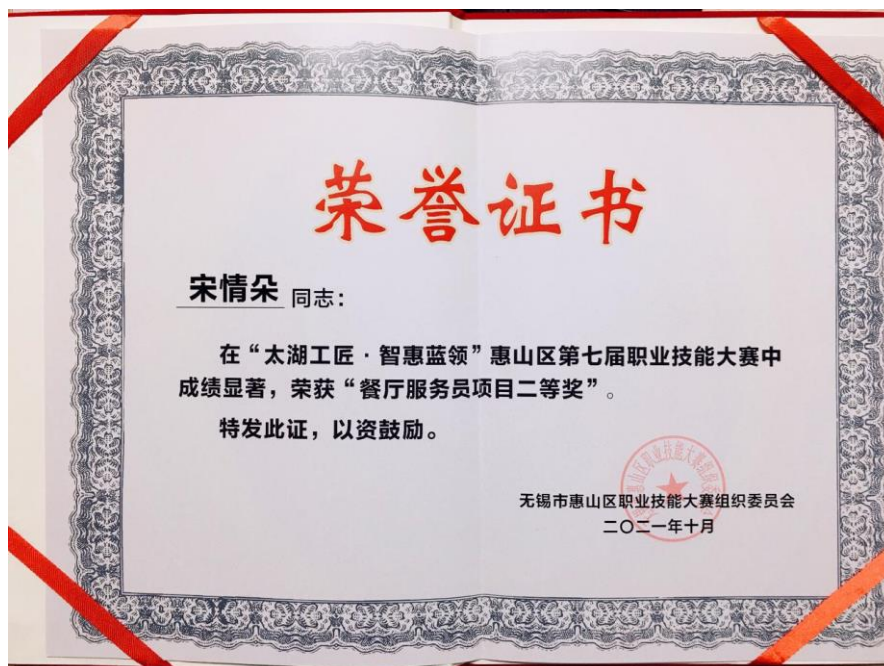 荣誉证书
宋情朵 同志：
在“太湖工匠·智惠蓝领”惠山区第七届职业技能大赛中
成绩显著，荣获“餐厅服务员项目二等奖”。
特发此证，以资鼓励。
无锡市惠山区职业技能大赛组织委员会
二〇二一年十月